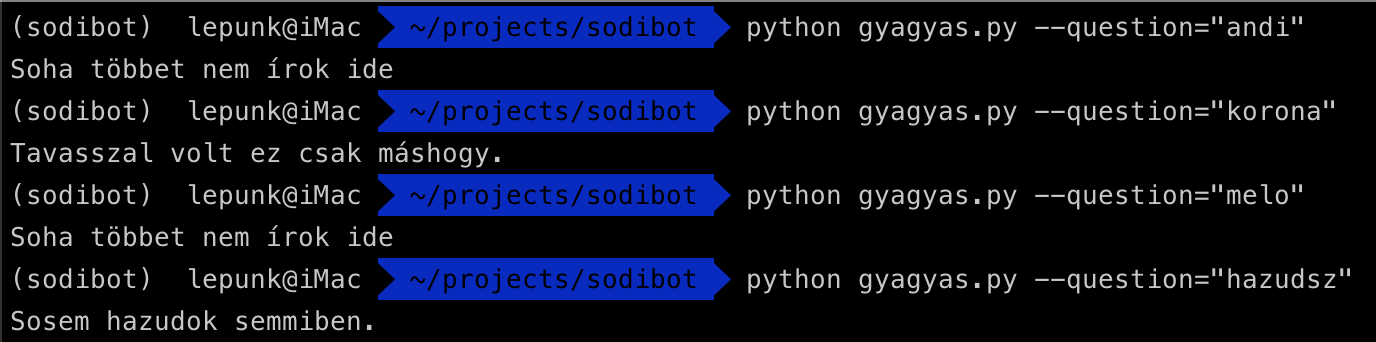 (sodibot) lepunk@iMac ~/projects/sodibot python gyagyas.py --question="andi"
Soha többet nem írok ide
(sodibot) lepunk@iMac ~/projects/sodibot python gyagyas.py --question="korona"
Tavasszal volt ez csak máshogy.
(sodibot) lepunk@iMac ~/projects/sodibot python gyagyas.py --question="melo"
Soha többet nem írok ide
(sodibot) lepunk@iMac ~/projects/sodibot python gyagyas.py --question="hazudsz"
Sosem hazudok semmiben.